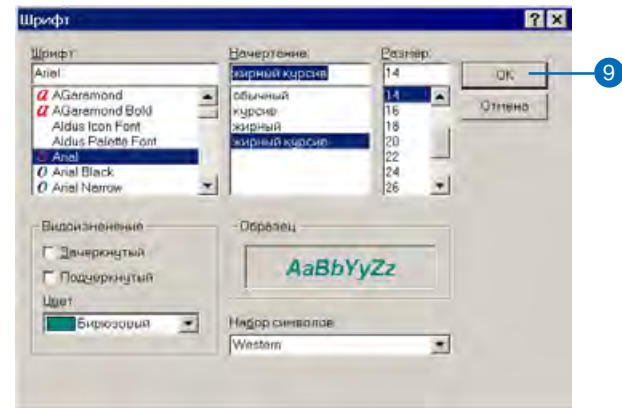 Шрифт
Шрифт: Начертание: Размер:
Arial жирный курсив 14 OK 9
AGaramond обычный 14
AGaramond Bold курсив 16 Отмена
Aldus Icon Font жирный 18
Aldus Palette Font жирный курсив 20
Arial 22
Arial Black 24
Arial Narrow 26
Видоизменение Образец
Зачеркнутый
Подчеркнутый AaBbYyZz
Цвет
Бирюзовый Набор символов
Western